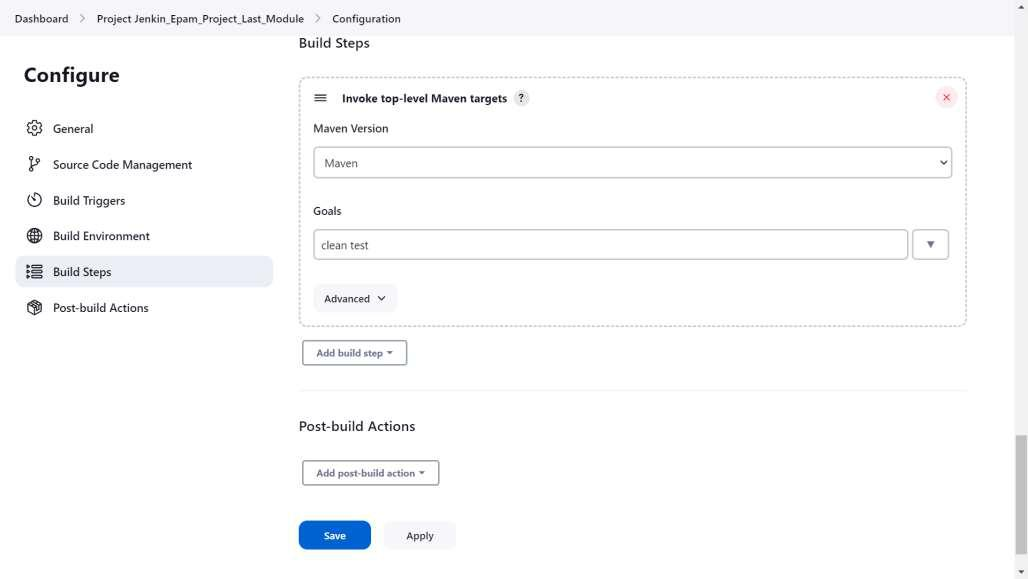 Dashboard > Project Jenkin_Epam_Project_Last_Module > Configuration
Configure
General
Source Code Management
Build Triggers
Build Environment
Build Steps
Post-build Actions
Build Steps
Invoke top-level Maven targets ?
Maven Version
Maven
Goals
clean test
Advanced
Add build step
Post-build Actions
Add post-build action
Save Apply